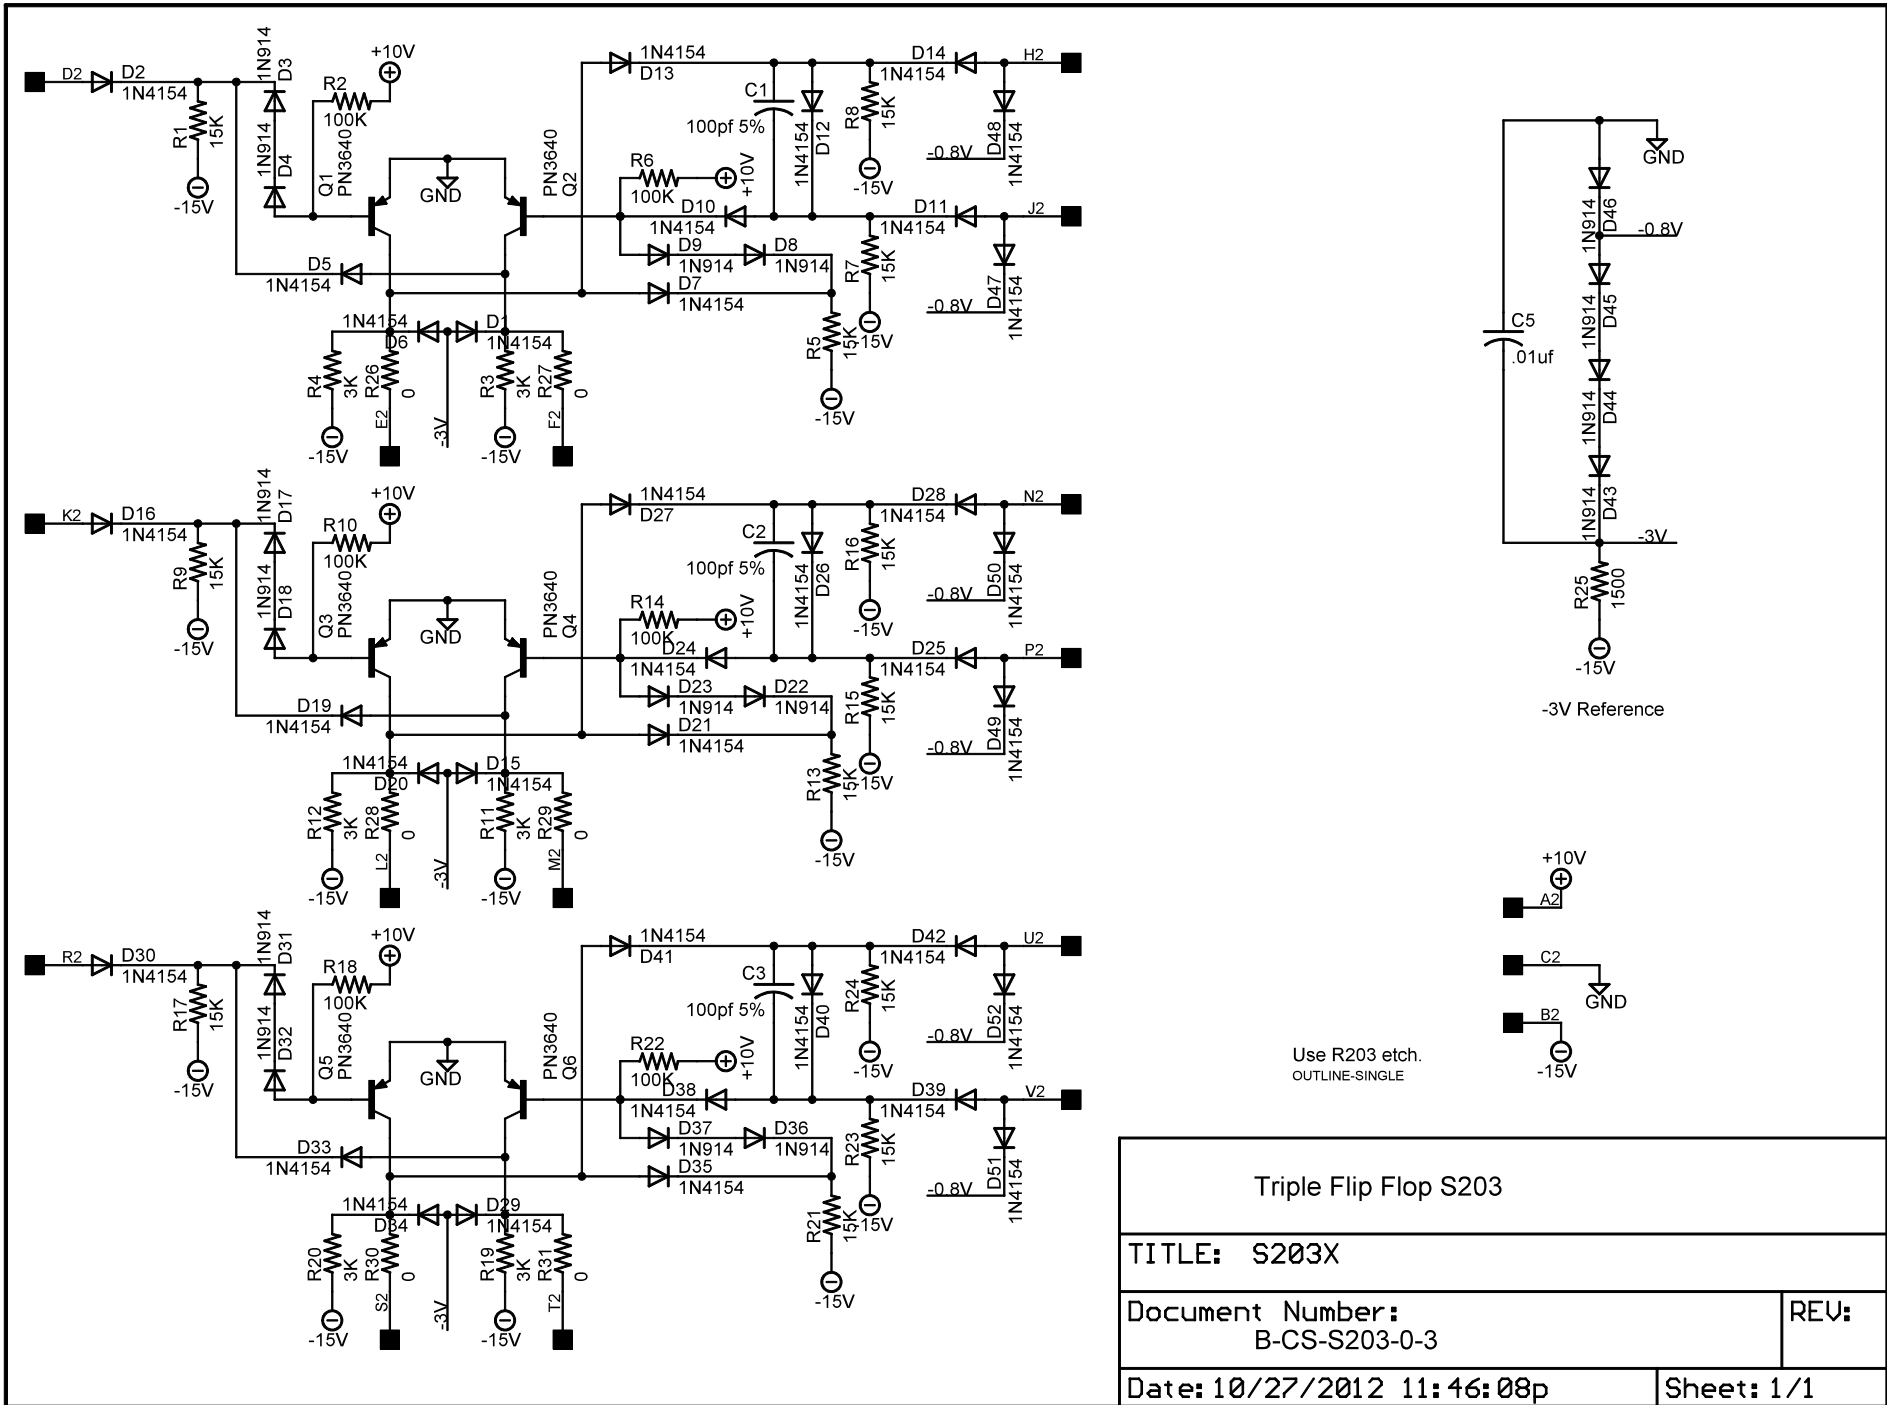 D2
D2
1N4154
R1
15K
-15V
1N914
D3
1N914
D4
R2
100K
+10V
Q1
PN3640
GND
PN3640
Q2
D5
1N4154
1N4154
D6
D1
1N4154
R4
3K
-15V
R26
0
E2
-3V
R3
3K
-15V
R27
0
F2
1N4154
D13
C1
100pf 5%
1N4154
D12
R8
15K
-15V
D14
1N4154
H2
-0.8V
D48
1N4154
R6
100K
+10V
D10
1N4154
D9
1N914
D8
1N914
D7
1N4154
R5
15K
-15V
R7
15K
-15V
D11
1N4154
J2
-0.8V
D47
1N4154
K2
D16
1N4154
R9
15K
-15V
1N914
D17
1N914
D18
R10
100K
+10V
Q3
PN3640
GND
PN3640
Q4
D19
1N4154
1N4154
D20
D15
1N4154
R12
3K
-15V
R28
0
L2
-3V
R11
3K
-15V
R29
0
M2
1N4154
D27
C2
100pf 5%
1N4154
D26
R16
15K
-15V
D28
1N4154
N2
-0.8V
D50
1N4154
R14
100K
+10V
D24
1N4154
D23
1N914
D22
1N914
D21
1N4154
R13
15K
-15V
R15
15K
-15V
D25
1N4154
P2
-0.8V
D49
1N4154
R2
D30
1N4154
R17
15K
-15V
1N914
D31
1N914
D32
R18
100K
+10V
Q5
PN3640
GND
PN3640
Q6
D33
1N4154
1N4154
D34
D29
1N4154
R20
3K
-15V
R30
0
S2
-3V
R19
3K
-15V
R31
0
T2
1N4154
D41
C3
100pf 5%
1N4154
D40
R24
15K
-15V
D42
1N4154
U2
-0.8V
D52
1N4154
R22
100K
+10V
D38
1N4154
D37
1N914
D36
1N914
D35
1N4154
R21
15K
-15V
R23
15K
-15V
D39
1N4154
V2
-0.8V
D51
1N4154
GND
1N914
D46
-0.8V
1N914
D45
C5
.01uf
1N914
D44
1N914
D43
-3V
R25
1500
-15V
-3V Reference
+10V
A2
C2
GND
B2
-15V
Use R203 etch.
OUTLINE-SINGLE
Triple Flip Flop S203
TITLE: S203X
Document Number:
REV:
B-CS-S203-0-3
Date: 10/27/2012 11:46:08p
Sheet: 1/1